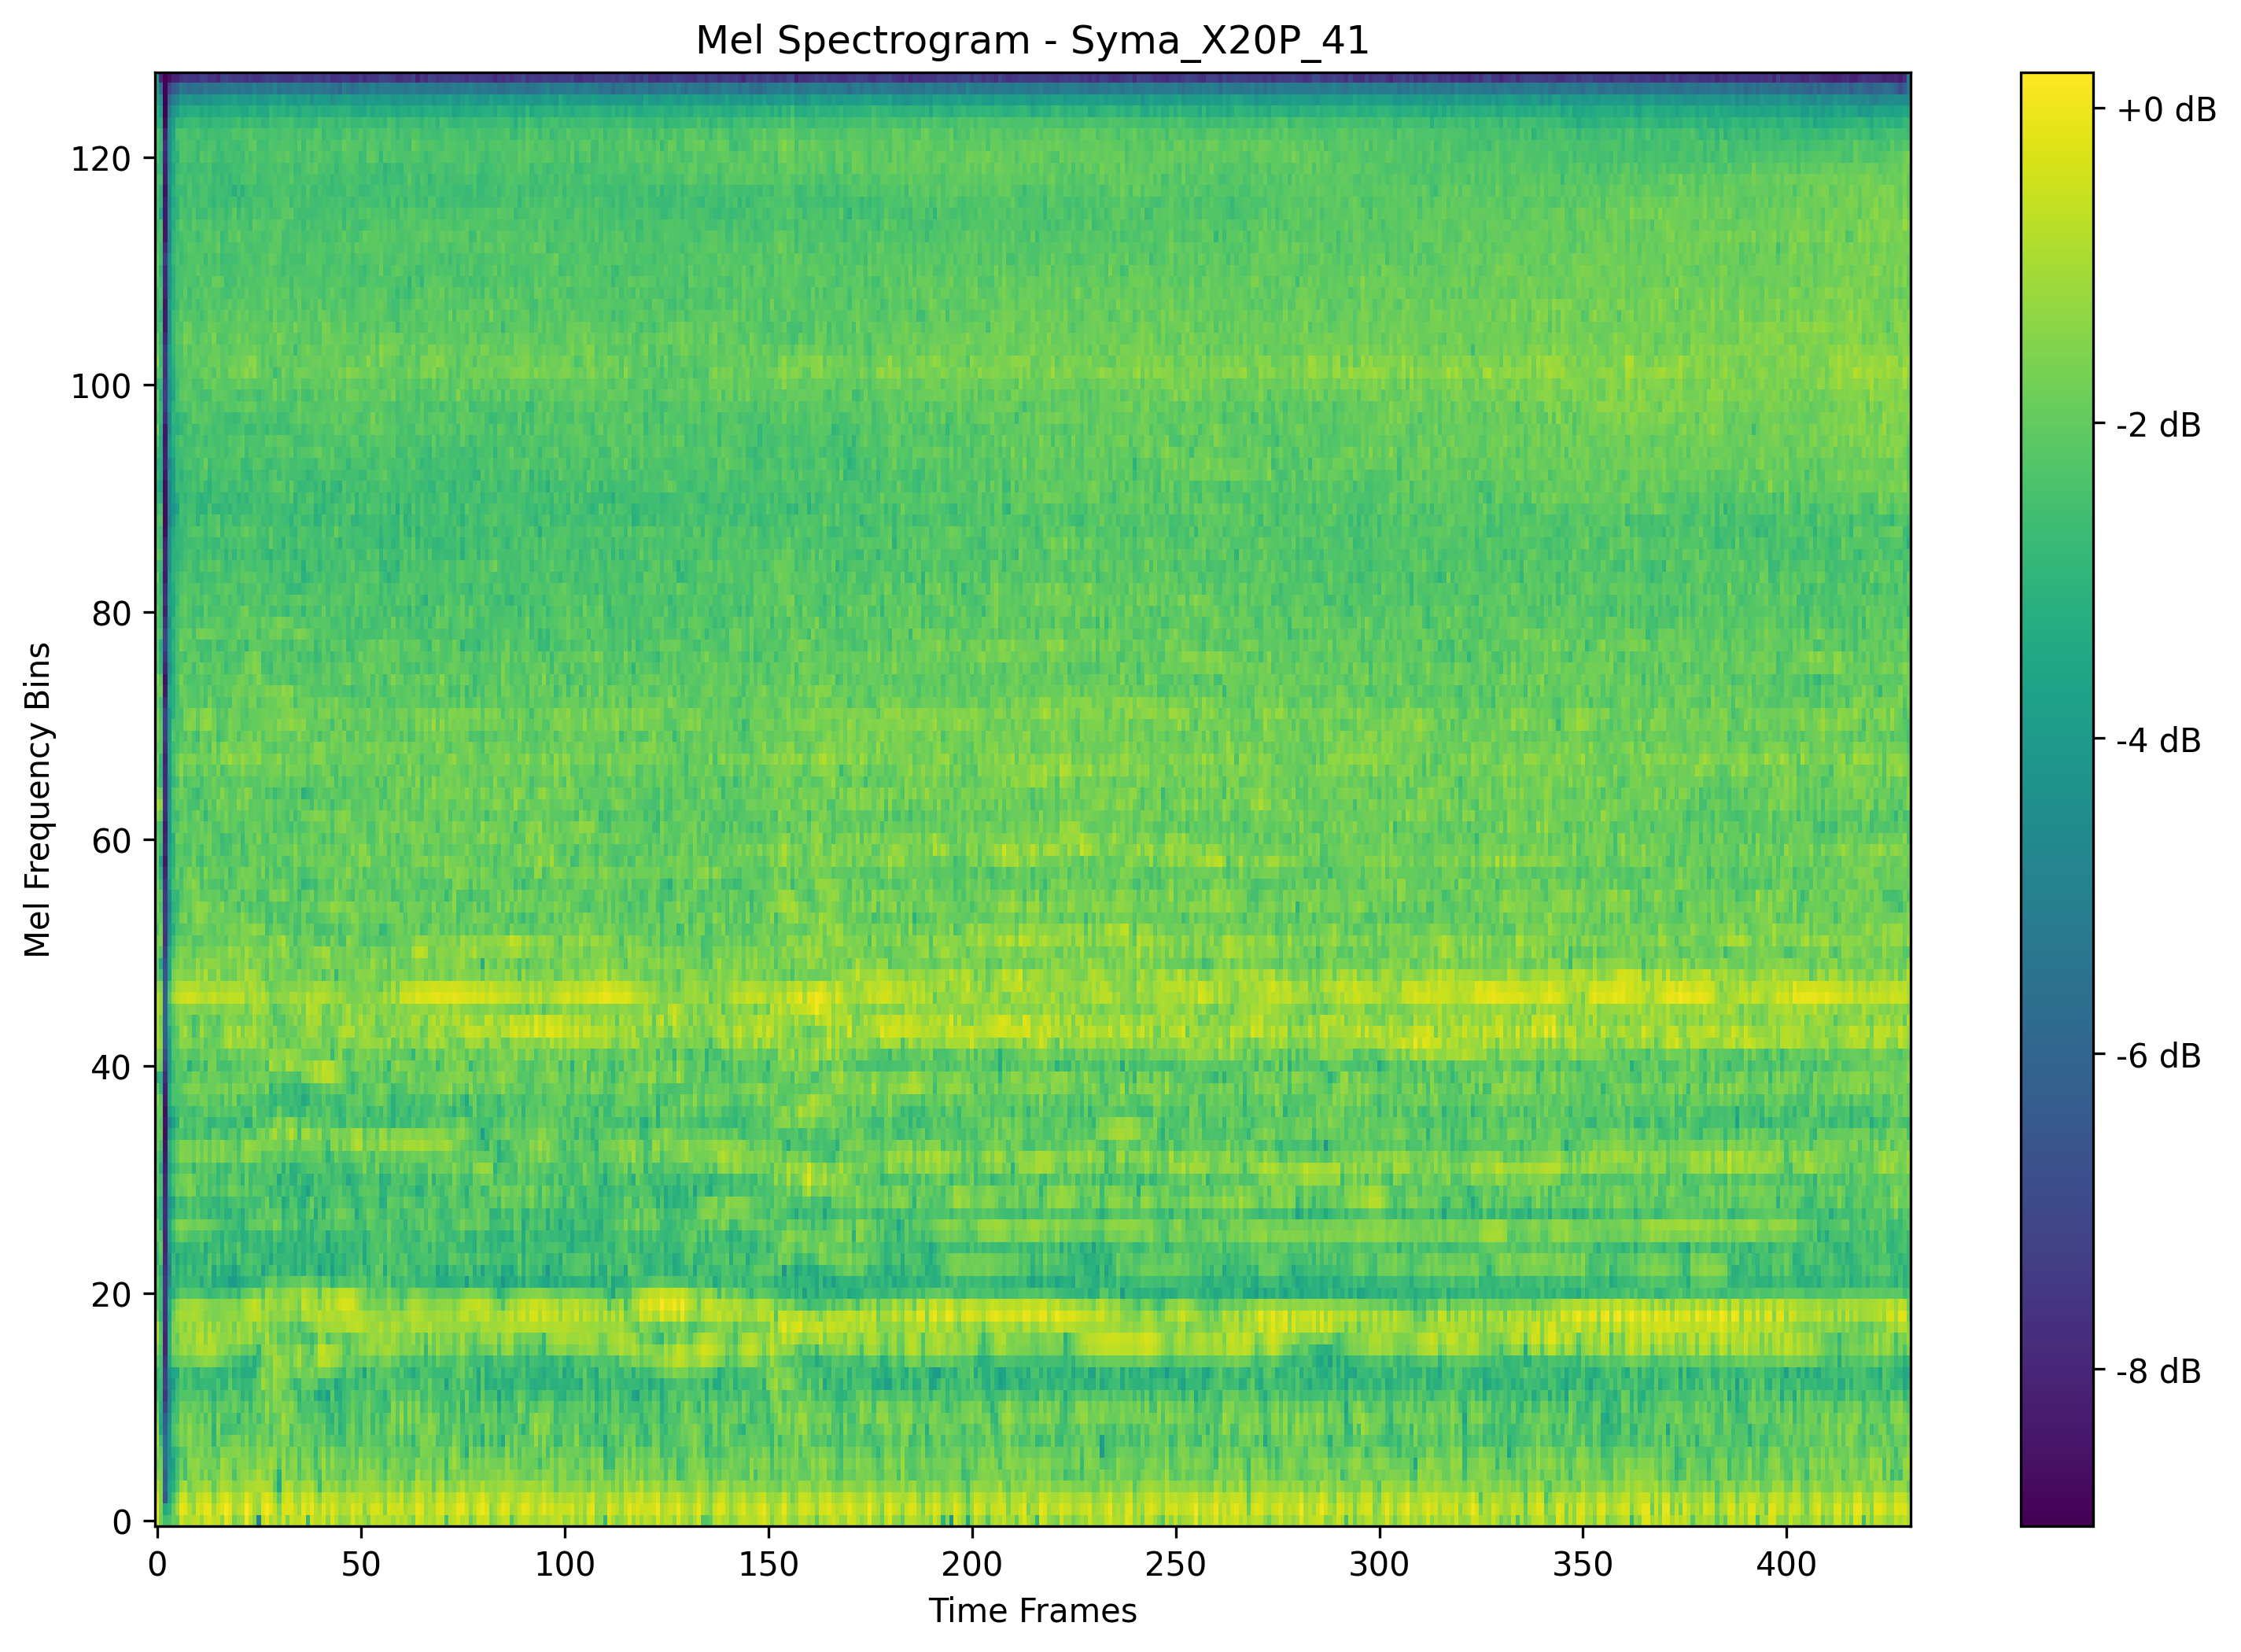 Mel Spectrogram - Syma_X20P_41
Mel Frequency Bins
120
100
80
60
40
20
0
0 50 100 150 200 250 300 350 400
Time Frames
+0 dB
-2 dB
-4 dB
-6 dB
-8 dB